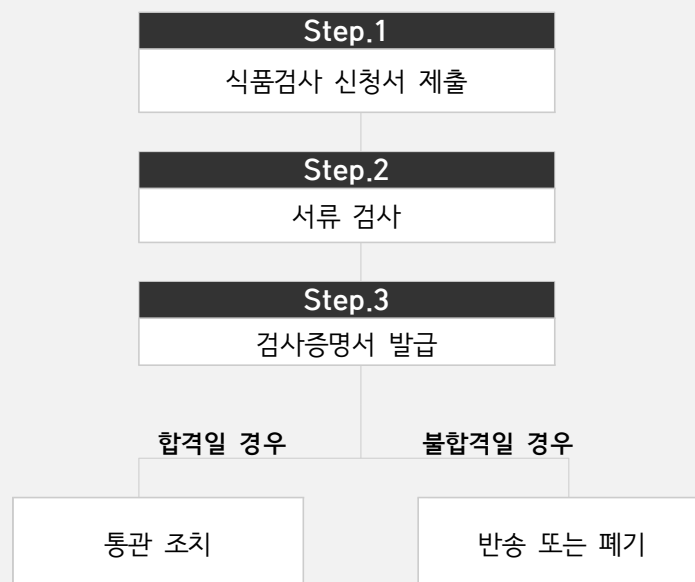 Step.1
식품검사 신청서 제출
Step.2
서류 검사
Step.3
검사증명서 발급
합격일 경우
불합격일 경우
통관 조치
반송 또는 폐기